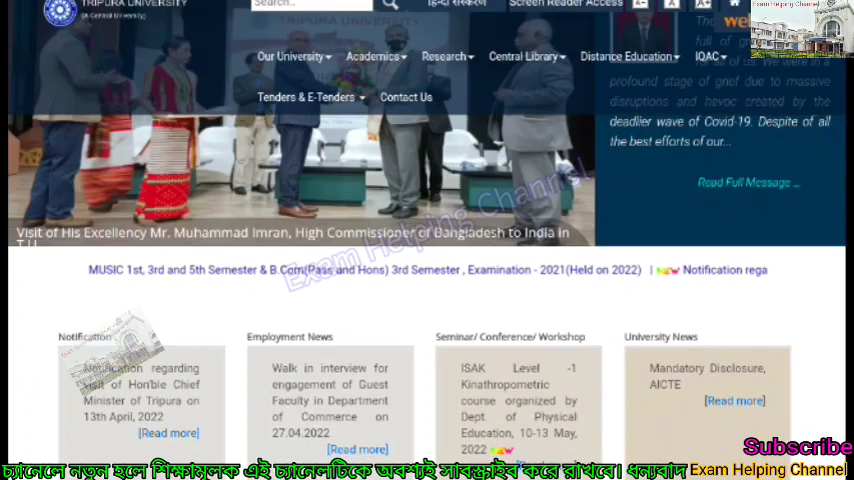 TRIPURA UNIVERSITY
(A Central University)
Search..
हिन्दी संस्करण
Screen Reader Access
A-
A
A+
Exam Helping Channel
Our University
Academics
Research
Central Library
Distance Education
IQAC
Tenders & E-Tenders
Contact Us
profound stage of grief due to massive
disruptions and havoc created by the
deadlier wave of Covid-19. Despite of all
the best efforts of our...
Read Full Message ...
Visit of His Excellency Mr. Muhammad Imran, High Commissioner of Bangladesh to India in
T.U.
Exam Helping Channel
MUSIC 1st, 3rd and 5th Semester & B.Com(Pass and Hons) 3rd Semester , Examination - 2021(Held on 2022) | Notification rega
Notification
Notification regarding
visit of Hon'ble Chief
Minister of Tripura on
13th April, 2022
[Read more]
Employment News
Walk in interview for
engagement of Guest
Faculty in Department
of Commerce on
27.04.2022
[Read more]
Seminar/ Conference/ Workshop
ISAK Level -1
Kinathropometric
course organized by
Dept. of Physical
Education, 10-13 May,
2022
University News
Mandatory Disclosure,
AICTE
[Read more]
Subscribe
চ্যানেলে নতুন হলে শিক্ষামূলক এই চ্যানেলটিকে অবশ্যই সাবস্ক্রাইব করে রাখবে। ধন্যবাদ
Exam Helping Channel